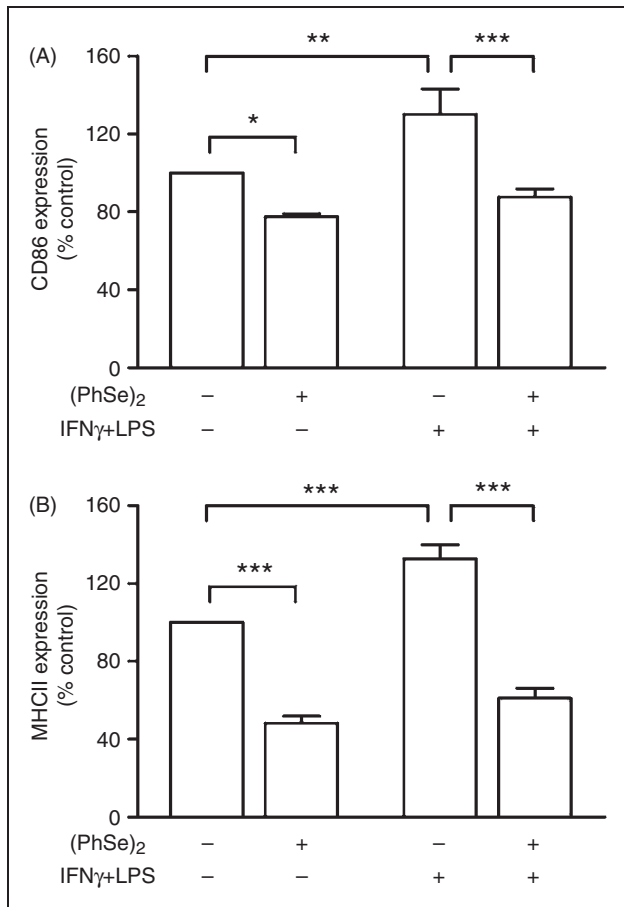 (A)
160
**
***
120
*
80
40
0
CD86 expression
(% control)
(PhSe)2 – + – +
IFNγ+LPS – – + +
(B)
160
***
***
120
***
80
40
0
MHCII expression
(% control)
(PhSe)2 – + – +
IFNγ+LPS – – + +